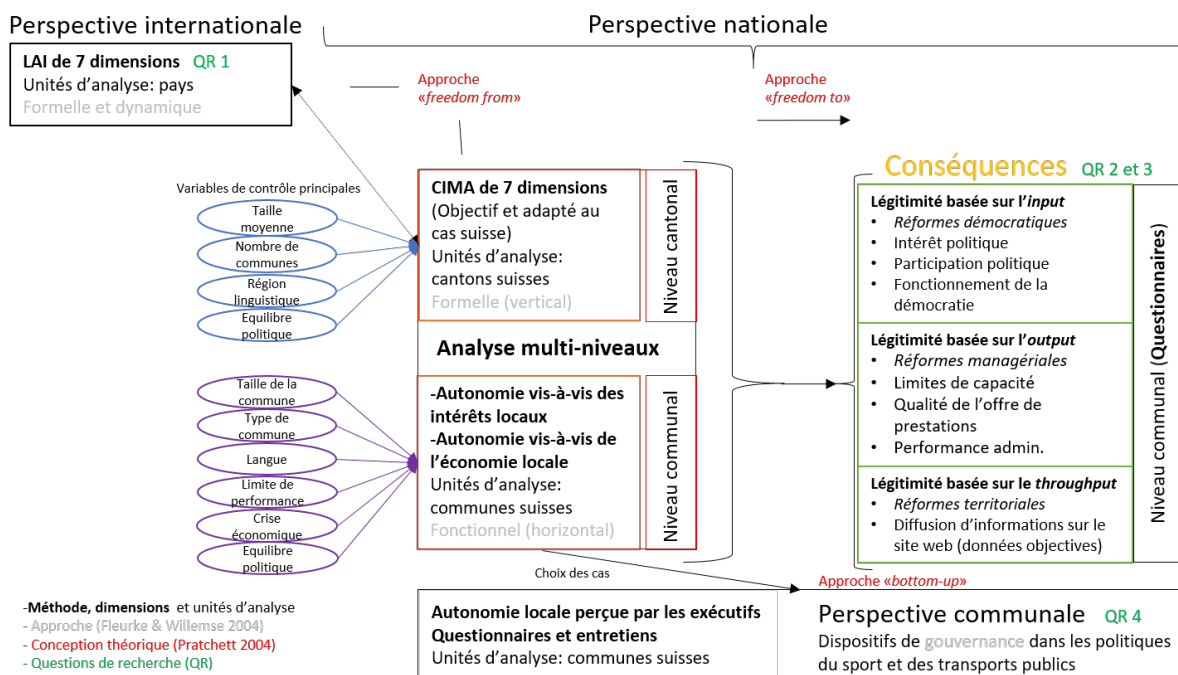 Perspective internationale
Perspective nationale
LAI de 7 dimensions QR 1
Unités d'analyse: pays
Formelle et dynamique
Approche
«freedom from»
Approche
«freedom to»
Variables de contrôle principales
Taille
moyenne
Nombre de
communes
Région
linguistique
Equilibre
politique
CIMA de 7 dimensions
(Objectif et adapté au
cas suisse)
Unités d'analyse:
cantons suisses
Formelle (vertical)
Niveau cantonal
Analyse multi-niveaux
Taille de la
commune
Type de
commune
Langue
Limite de
performance
Crise
économique
Equilibre
politique
-Autonomie vis-à-vis des
intérêts locaux
-Autonomie vis-à-vis de
l'économie locale
Unités d'analyse:
communes suisses
Fonctionnel (horizontal)
Niveau communal
Conséquences QR 2 et 3
Légitimité basée sur l'input
• Réformes démocratiques
• Intérêt politique
• Participation politique
• Fonctionnement de la
démocratie
Légitimité basée sur l'output
• Réformes managériales
• Limites de capacité
• Qualité de l'offre de
prestations
• Performance admin.
Légitimité basée sur le throughput
• Réformes territoriales
• Diffusion d'informations sur le
site web (données objectives)
Niveau communal (Questionnaires)
Choix des cas
Approche «bottom-up»
Autonomie locale perçue par les exécutifs
Questionnaires et entretiens
Unités d'analyse: communes suisses
Perspective communale QR 4
Dispositifs de gouvernance dans les politiques
du sport et des transports publics
-Méthode, dimensions et unités d'analyse
- Approche (Fleurke & Willemse 2004)
- Conception théorique (Pratchett 2004)
- Questions de recherche (QR)